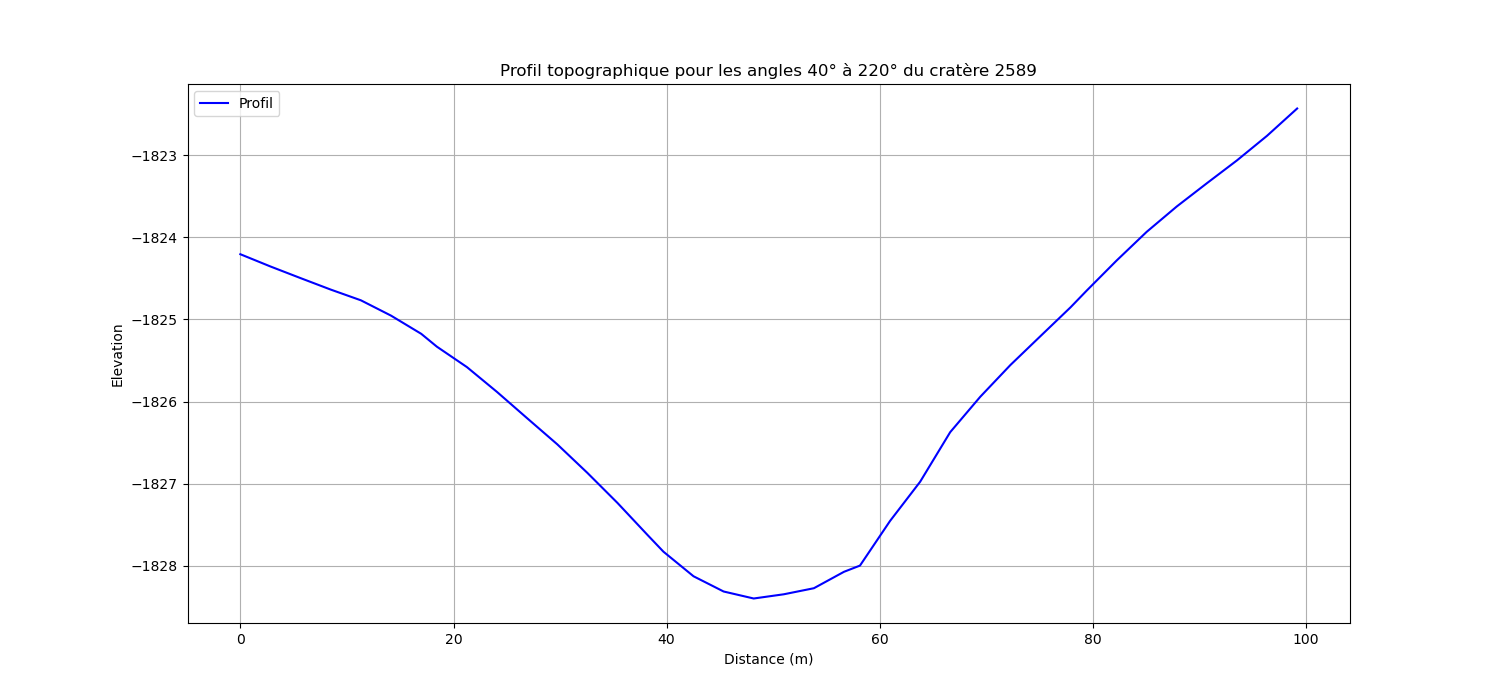 Profil topographique pour les angles 40° à 220° du cratère 2589
Profil
−1823
−1824
−1825
−1826
−1827
−1828
Elevation
0 20 40 60 80 100
Distance (m)